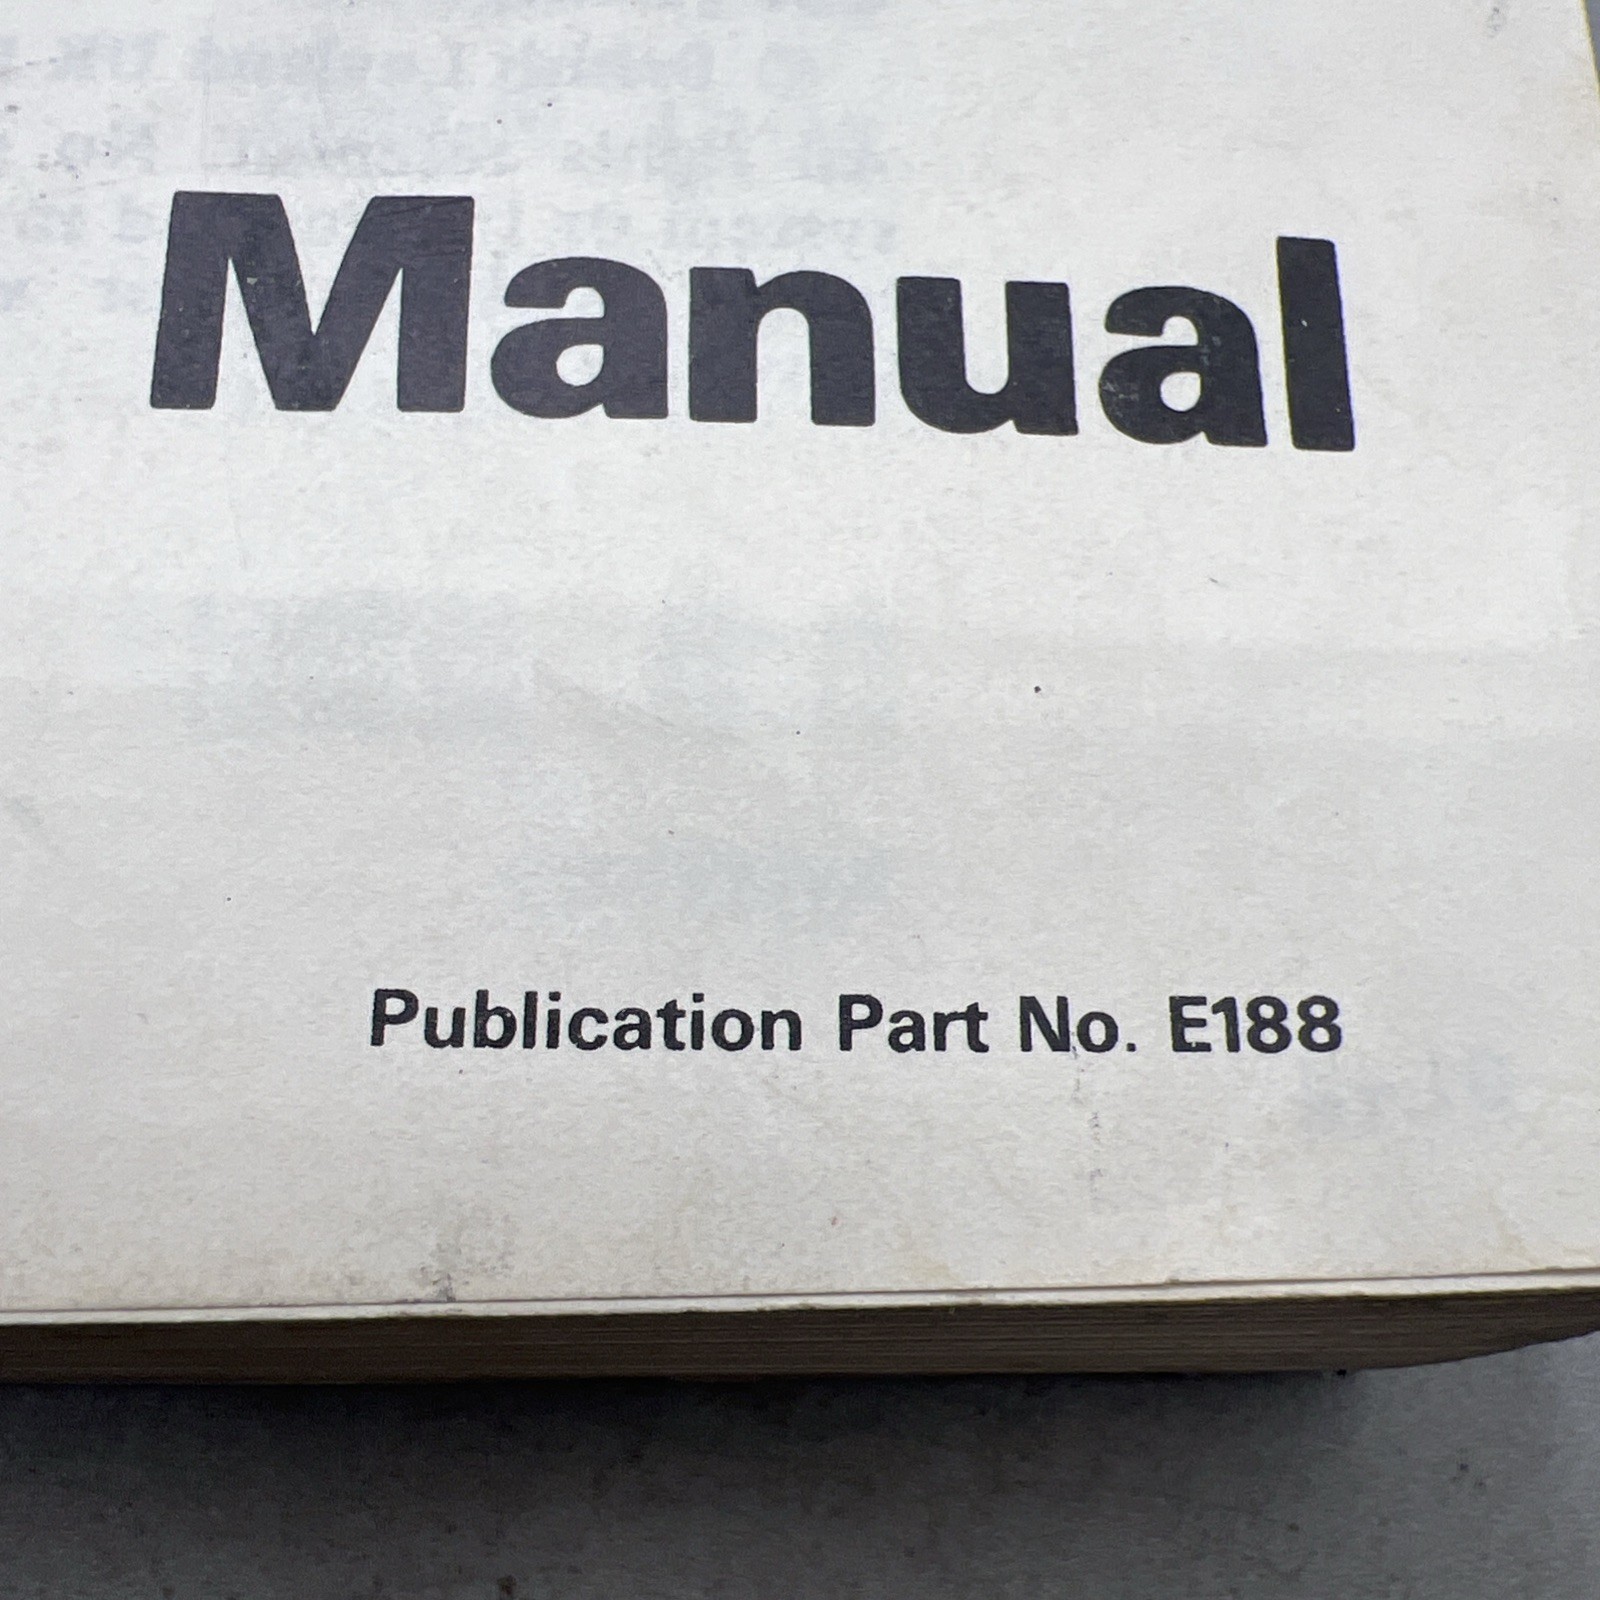 Manual
Publication Part No. E188